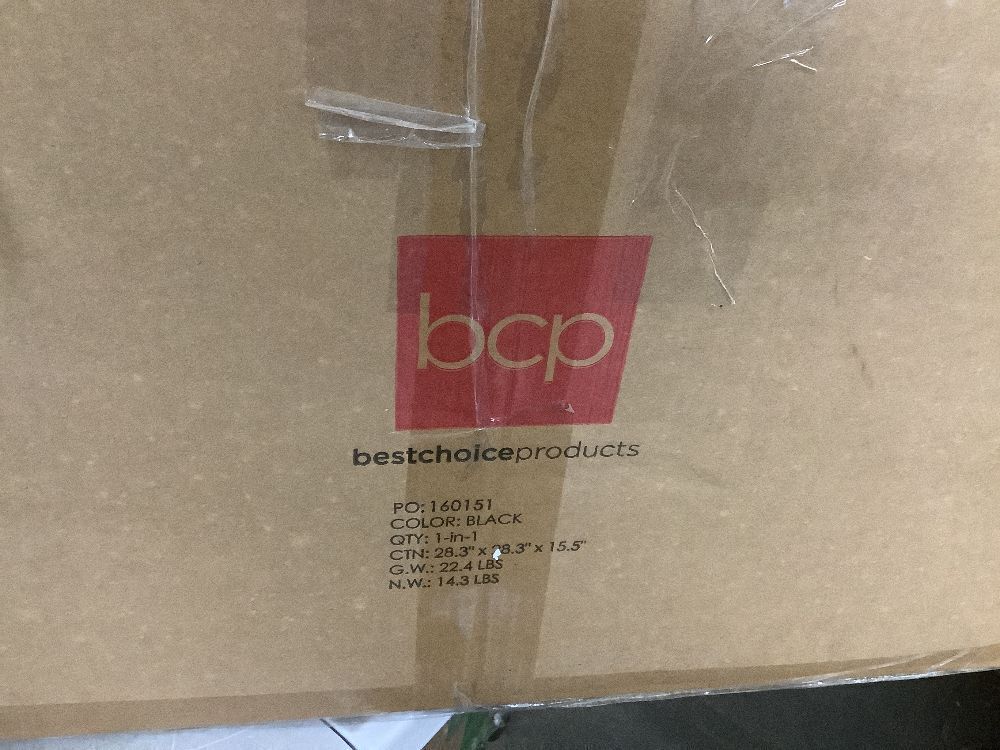 bcp
bestchoiceproducts
PO: 160151
COLOR: BLACK
QTY: 1-in-1
CTN: 28.3" x 28.3" x 15.5"
G.W.: 22.4 LBS
N.W.: 14.3 LBS